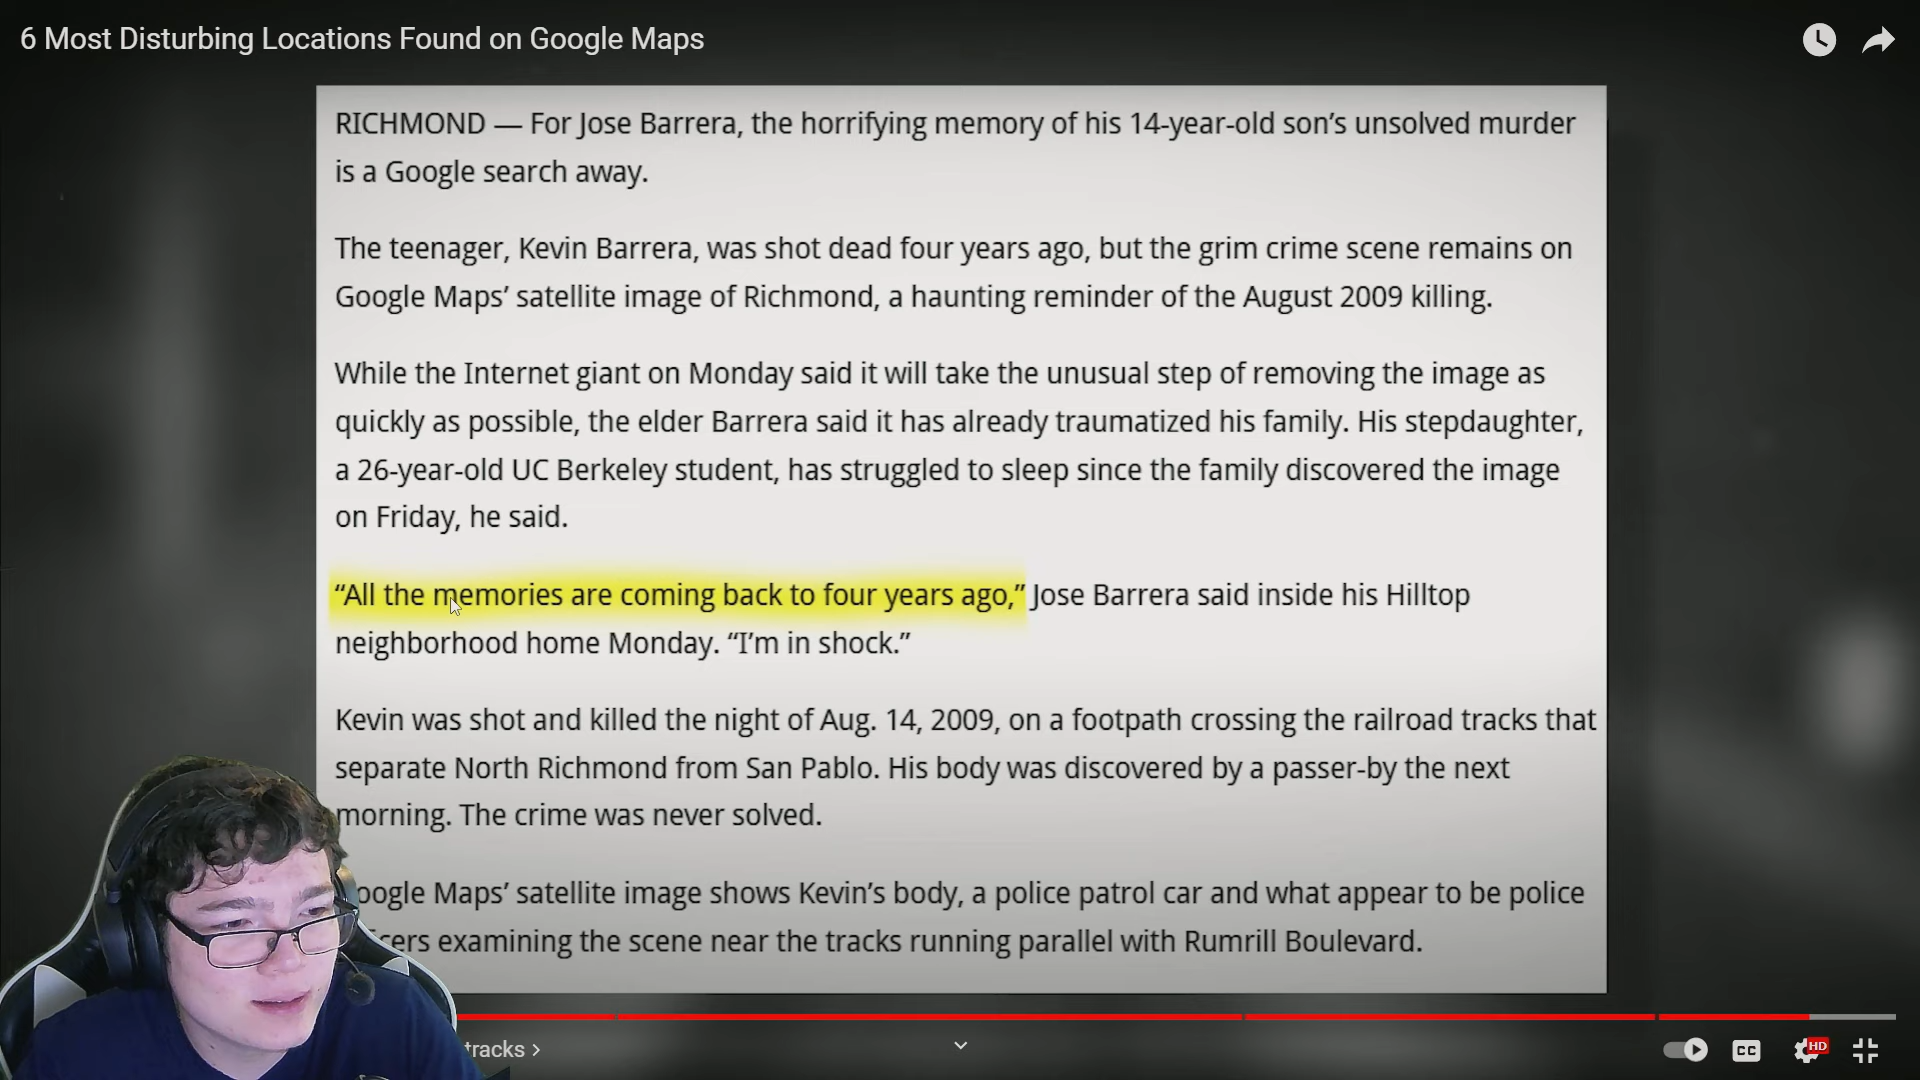 6 Most Disturbing Locations Found on Google Maps
RICHMOND — For Jose Barrera, the horrifying memory of his 14-year-old son’s unsolved murder
is a Google search away.
The teenager, Kevin Barrera, was shot dead four years ago, but the grim crime scene remains on
Google Maps’ satellite image of Richmond, a haunting reminder of the August 2009 killing.
While the Internet giant on Monday said it will take the unusual step of removing the image as
quickly as possible, the elder Barrera said it has already traumatized his family. His stepdaughter,
a 26-year-old UC Berkeley student, has struggled to sleep since the family discovered the image
on Friday, he said.
“All the memories are coming back to four years ago,” Jose Barrera said inside his Hilltop
neighborhood home Monday. “I’m in shock.”
Kevin was shot and killed the night of Aug. 14, 2009, on a footpath crossing the railroad tracks that
separate North Richmond from San Pablo. His body was discovered by a passer-by the next
morning. The crime was never solved.
oogle Maps’ satellite image shows Kevin’s body, a police patrol car and what appear to be police
cers examining the scene near the tracks running parallel with Rumrill Boulevard.
tracks
CC
HD